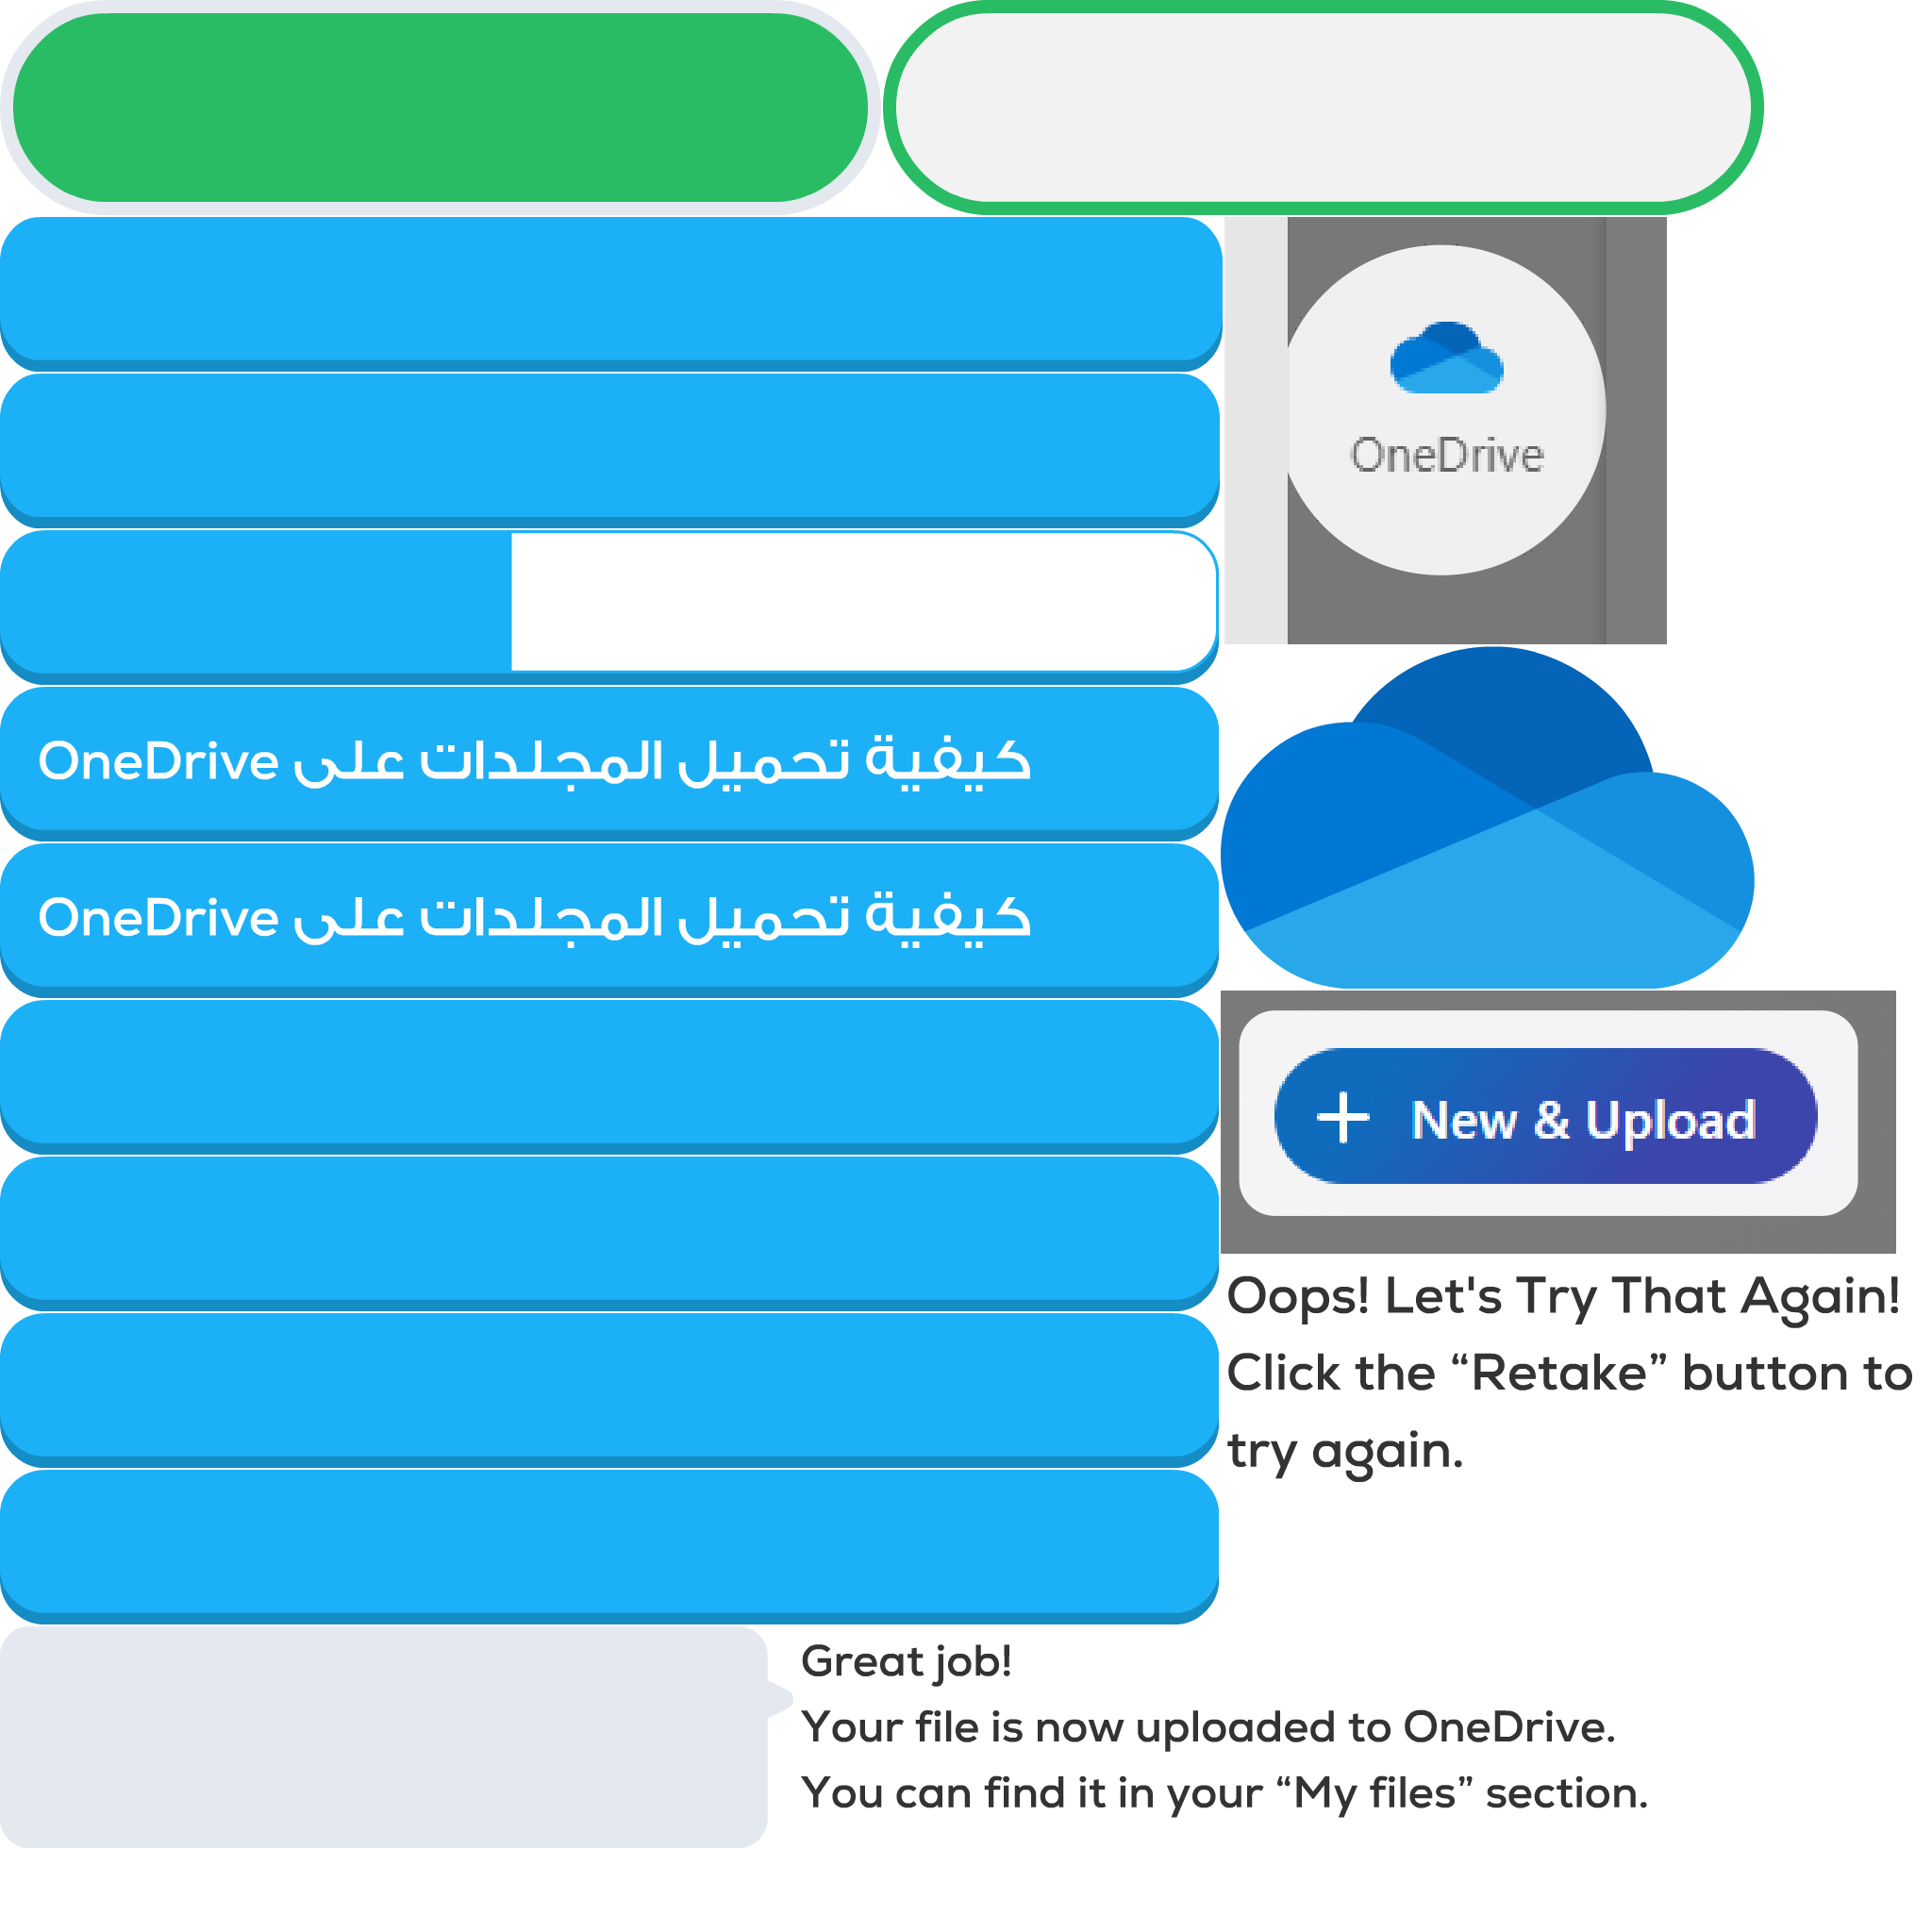 OneDrive
كيفية تحميل المجلدات على OneDrive
كيفية تحميل المجلدات على OneDrive
+ New & Upload
Oops! Let's Try That Again!
Click the “Retake” button to
try again.
Great job!
Your file is now uploaded to OneDrive.
You can find it in your “My files” section.